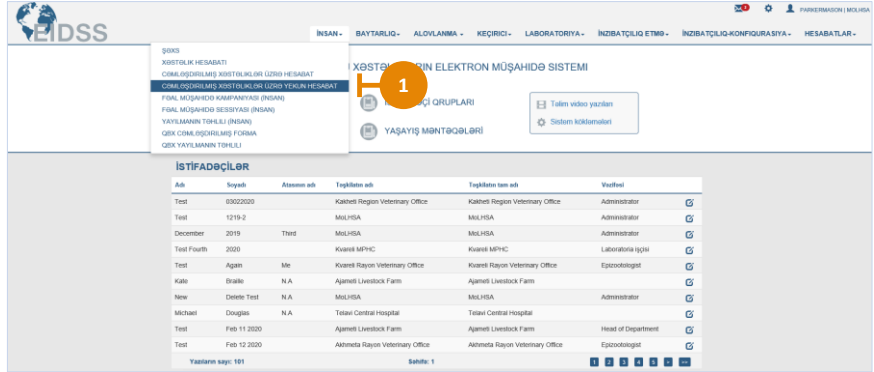 PARKERMASON | MOLHSA
EIDSS
İNSAN BAYTARLIQ ALOVLANMA KEÇIRICI LABORATORIYA İNZIBATÇILIQ ETMƏ İNZIBATÇILIQ-KONFIQURASIYA HESABATLAR
ŞƏXS
XƏSTƏLIK HESABATI
CƏMLƏŞDIRILMIŞ XƏSTƏLIKLƏR ÜZRƏ HESABAT
CƏMLƏŞDIRILMIŞ XƏSTƏLIKLƏR ÜZRƏ YEKUN HESABAT
FƏAL MÜŞAHIDƏ KAMPANIYASI (İNSAN)
FƏAL MÜŞAHIDƏ SESSIYASI (İNSAN)
YAYILMANIN TƏHLILI (İNSAN)
QBX CƏMLƏŞDIRILMIŞ FORMA
QBX YAYILMANIN TƏHLILI
ELEKTRON MÜŞAHIDƏ SISTEMI
1
QRUPLARI
YAŞAYIŞ MƏNTƏQƏLƏRİ
Təlim video yazıları
Sistem kökləmələri
İSTİFADƏÇİLƏR
Adı Soyadı Atasının adı Təşkilatın adı Təşkilatın tam adı Vəzifəsi
Test 03022020 Kakheti Region Veterinary Office Kakheti Region Veterinary Office Administrator
Test 1219-2 MoLHSA MoLHSA Administrator
December 2019 Third MoLHSA MoLHSA Administrator
Test Fourth 2020 Kvareli MPHC Kvareli MPHC Laboratoria işçisi
Test Again Me Kvareli Rayon Veterinary Office Kvareli Rayon Veterinary Office Epizootologist
Kate Braille N.A Ajameti Livestock Farm Ajameti Livestock Farm
New Delete Test N.A MoLHSA MoLHSA Administrator
Michael Douglas N.A Telavi Central Hospital Telavi Central Hospital
Test Feb 11 2020 Ajameti Livestock Farm Ajameti Livestock Farm Head of Department
Test Feb 12 2020 Akhmeta Rayon Veterinary Office Akhmeta Rayon Veterinary Office Epizootologist
Yazıların sayı: 101 Səhifə: 1 1 2 3 4 5 > >>